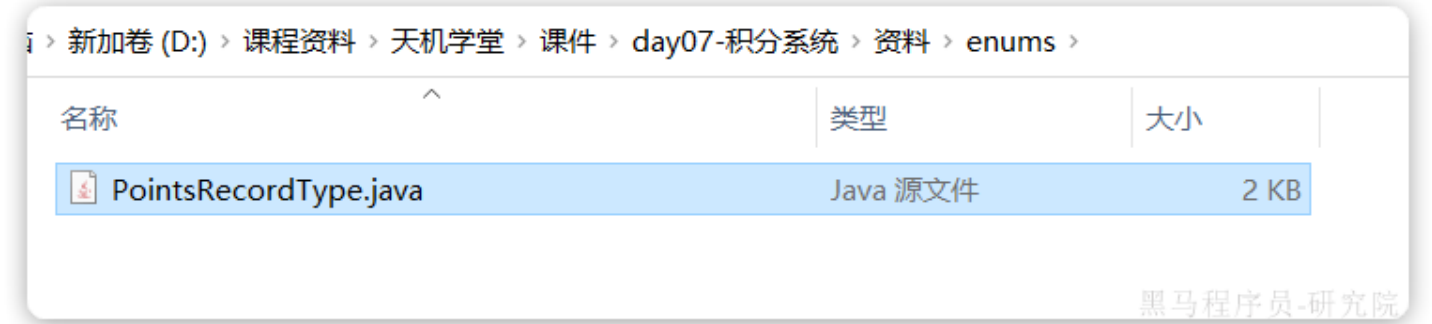 新加卷 (D:) › 课程资料 › 天机学堂 › 课件 › day07-积分系统 › 资料 › enums ›
名称 类型 大小
PointsRecordType.java Java 源文件 2 KB
黑马程序员-研究院